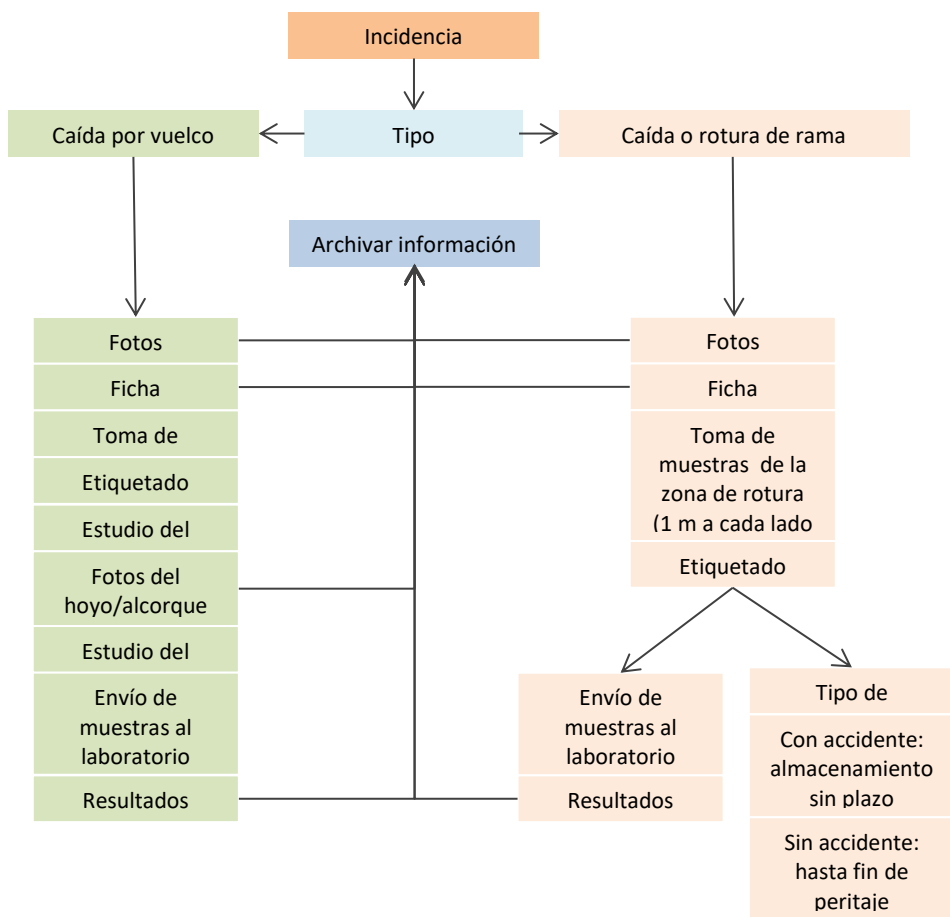 Incidencia
Caída por vuelco
Tipo
Caída o rotura de rama
Archivar información
Fotos
Ficha
Toma de
Etiquetado
Estudio del
Fotos del
hoyo/alcorque
Estudio del
Envío de
muestras al
laboratorio
Resultados
Fotos
Ficha
Toma de
muestras de la
zona de rotura
(1 m a cada lado
Etiquetado
Envío de
muestras al
laboratorio
Resultados
Tipo de
Con accidente:
almacenamiento
sin plazo
Sin accidente:
hasta fin de
peritaje